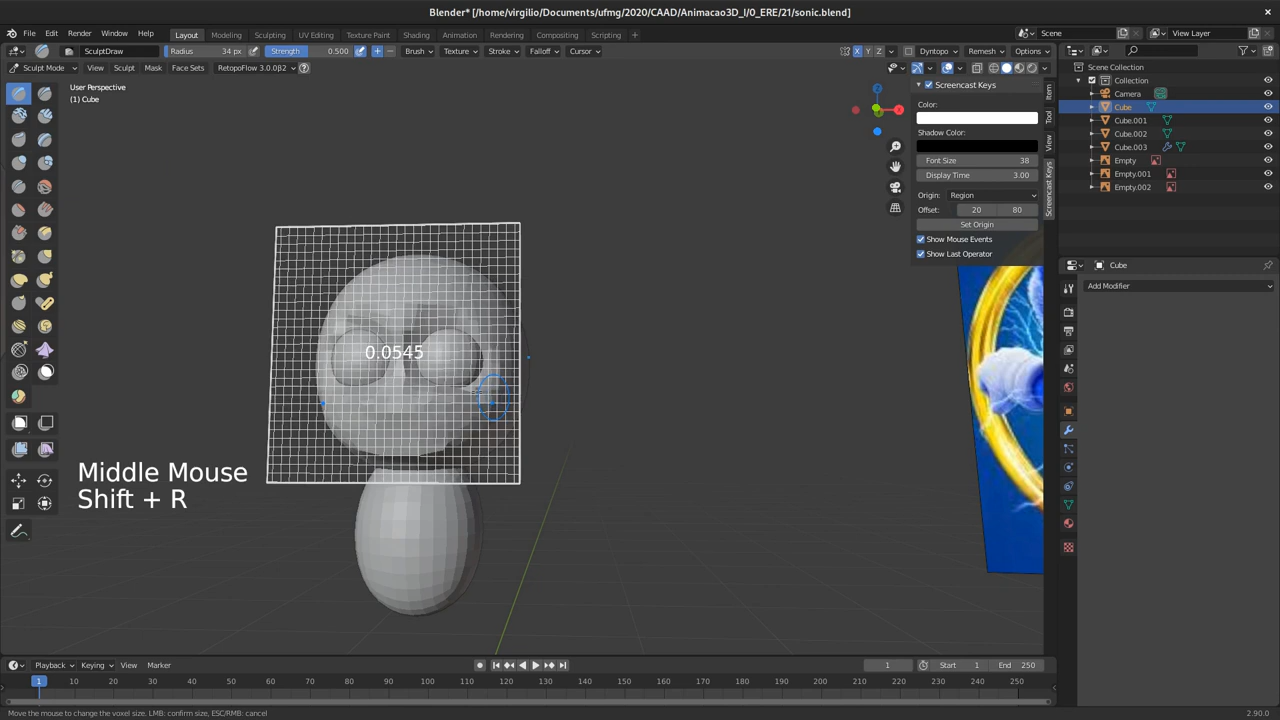 Blender* [/home/virgilio/Documents/ufmg/2020/CAAD/Animacao3D_I/0_ERE/21/sonic.blend]
File Edit Render Window Help Layout Modeling Sculpting UV Editing Texture Paint Shading Animation Rendering Compositing Scripting Scene View Layer
SculptDraw Radius 34 px Strength 0.500 Brush Texture Stroke Falloff Cursor X Y Z Dyntopo Remesh Options
Sculpt Mode View Sculpt Mask Face Sets RetopoFlow 3.0.0β2
User Perspective
(1) Cube
Screencast Keys
Color:
Shadow Color:
Font Size 38
Display Time 3.00
Origin: Region
Offset: 20 80
Set Origin
Show Mouse Events
Show Last Operator
Item
Tool
View
Screencast Keys
Scene Collection
Collection
Camera
Cube
Cube.001
Cube.002
Cube.003
Empty
Empty.001
Empty.002
Cube
Add Modifier
0.0545
Middle Mouse
Shift + R
Playback Keying View Marker 1 Start 1 End 250
1 10 20 30 40 50 60 70 80 90 100 110 120 130 140 150 160 170 180 190 200 210 220 230 240 250
Move the mouse to change the voxel size. LMB: confirm size, ESC/RMB: cancel 2.90.0